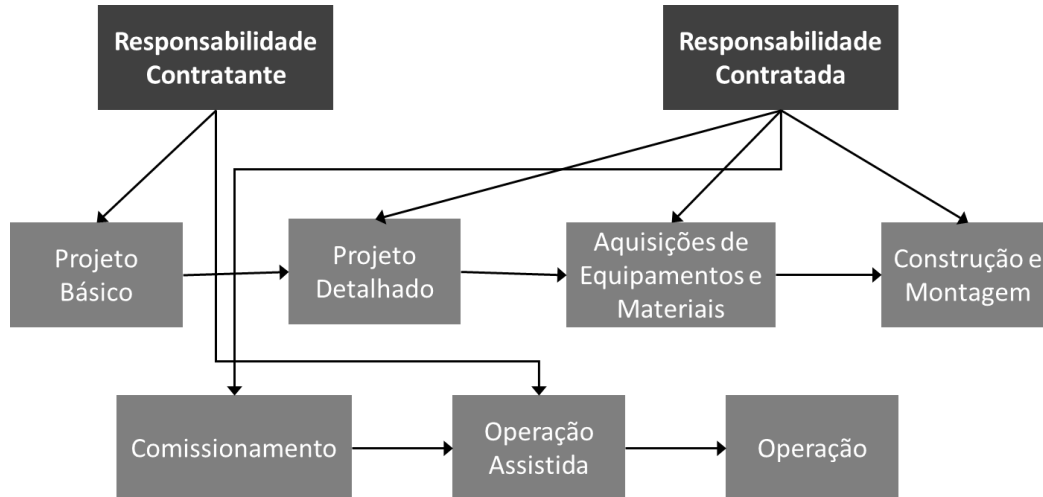 Responsabilidade
Contratante
Responsabilidade
Contratada
Projeto
Básico
Projeto
Detalhado
Aquisições de
Equipamentos e
Materiais
Construção e
Montagem
Comissionamento
Operação
Assistida
Operação